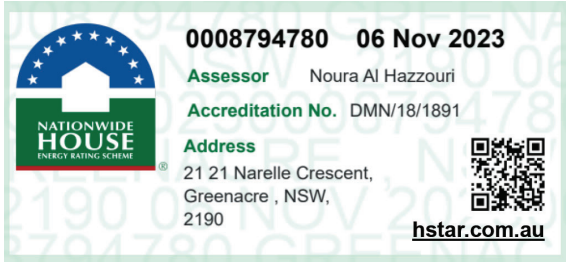 0008794780 06 Nov 2023
Assessor Noura Al Hazzouri
Accreditation No. DMN/18/1891
Address
21 21 Narelle Crescent,
Greenacre , NSW,
2190
hstar.com.au
NATIONWIDE
HOUSE
ENERGY RATING SCHEME
®